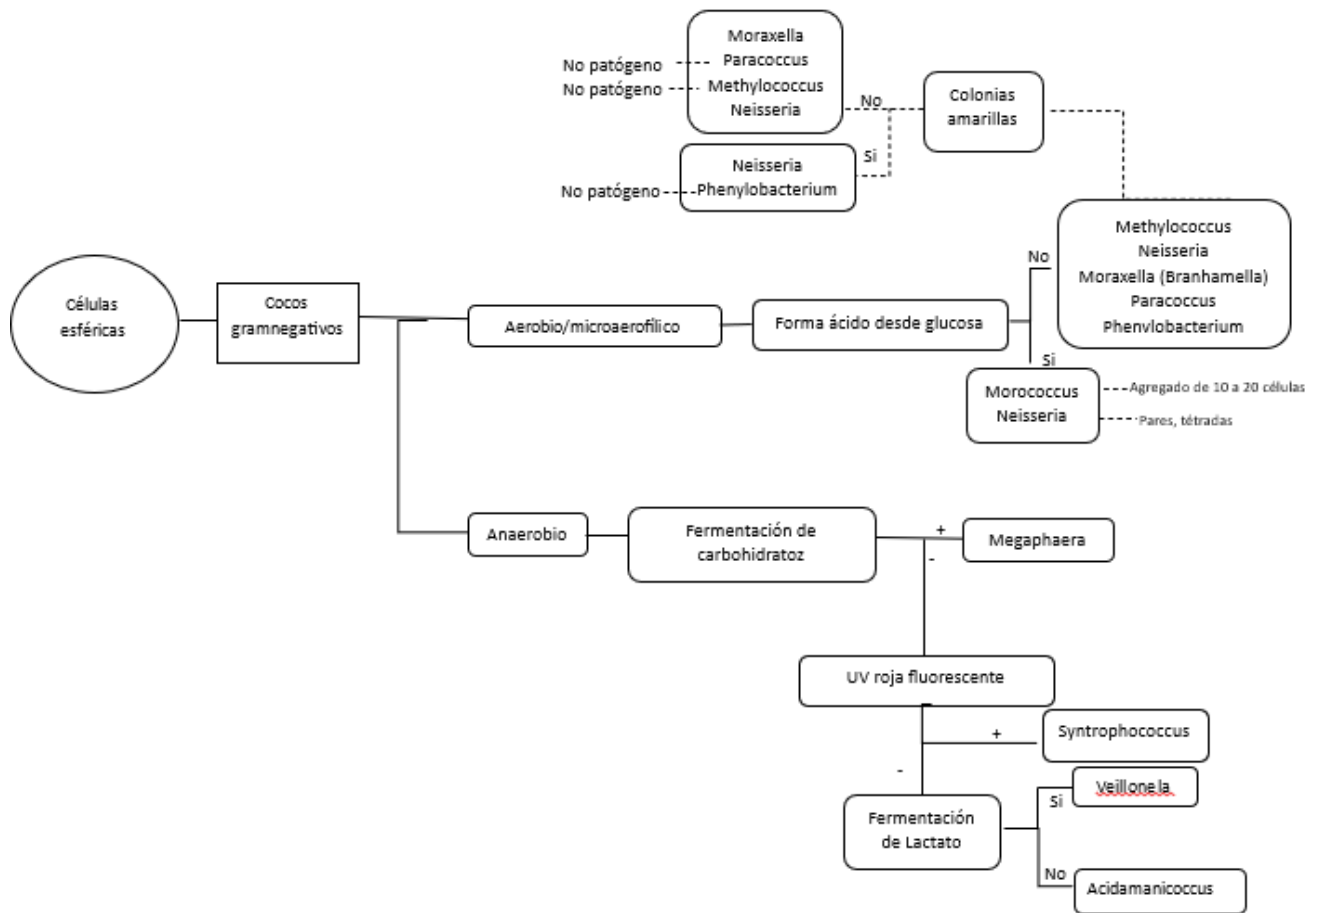 Moraxella
Paracoccus
Methylococcus
Neisseria
No patógeno
No patógeno
No
Colonias
amarillas
Si
Neisseria
Phenylobacterium
No patógeno
Methylococcus
Neisseria
Moraxella (Branhamella)
Paracoccus
Phenvlobacterium
No
Células
esféricas
Cocos
gramnegativos
Aerobio/microaerofílico
Forma ácido desde glucosa
Si
Morococcus
Neisseria
Agregado de 10 a 20 células
Pares, tétradas
Anaerobio
Fermentación de
carbohidratoz
+
-
Megaphaera
UV roja fluorescente
+
-
Syntrophococcus
Fermentación
de Lactato
Si
Veillonela
No
Acidamanicoccus